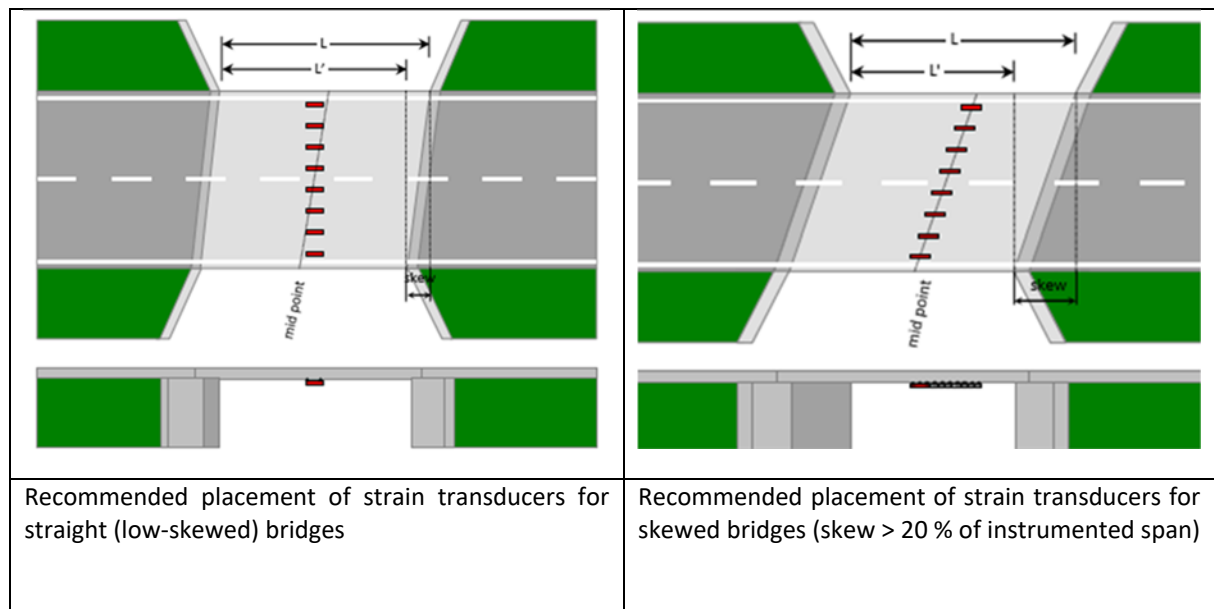 L
L'
skew
mid point
L
L'
skew
mid point
Recommended placement of strain transducers for
straight (low-skewed) bridges
Recommended placement of strain transducers for
skewed bridges (skew > 20 % of instrumented span)